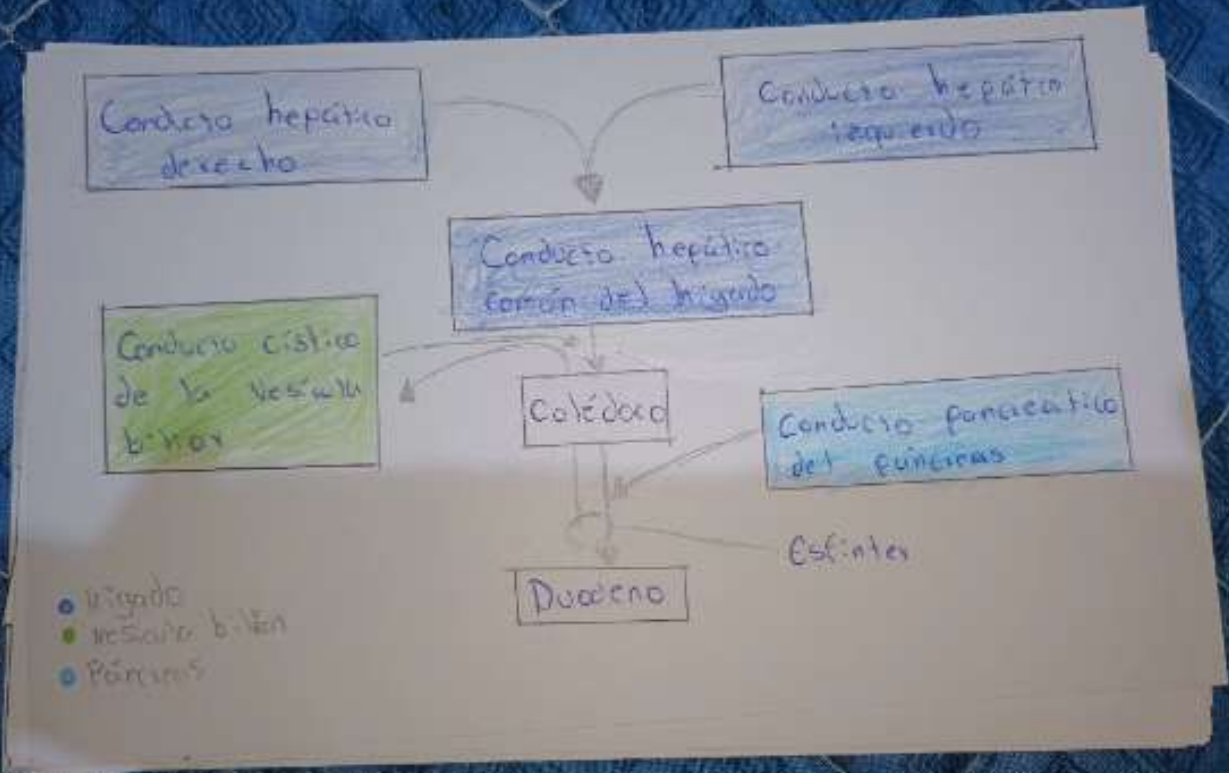 Conducto hepático
derecho
Conducto hepático
izquierdo
Conducto hepático
común del hígado
Conducto cístico
de la vesícula
biliar
Colédoco
Conducto pancreático
del páncreas
Esfínter
Duodeno
hígado
vesícula
Páncreas